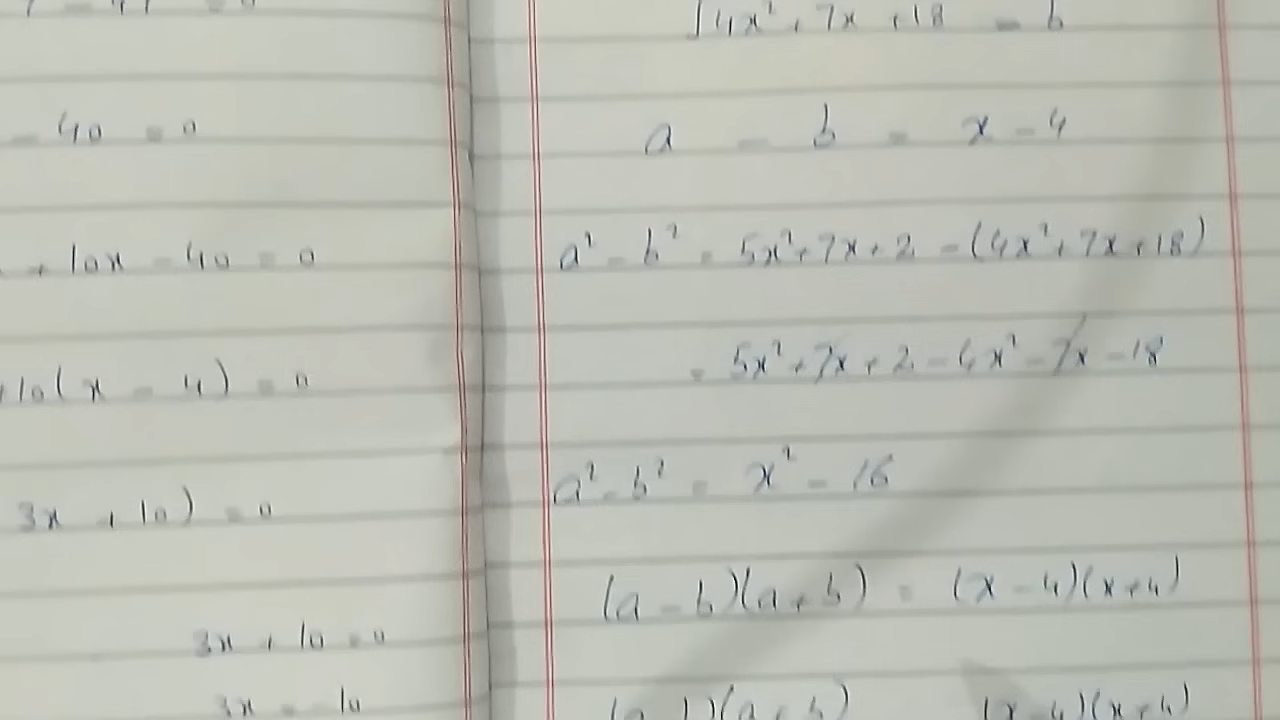 - 40 = 0
+ 10x - 40 = 0
+10(x - 4) = 0
3x + 10) = 0
3x + 10 = 0
3x = -10
√4x² + 7x + 18 = b
a - b = x - 4
a² - b² = 5x² + 7x + 2 - (4x² + 7x + 18)
= 5x² + 7x + 2 - 4x² - 7x - 18
a² - b² = x² - 16
(a - b)(a + b) = (x - 4)(x + 4)
(x - 4)(x + 4)